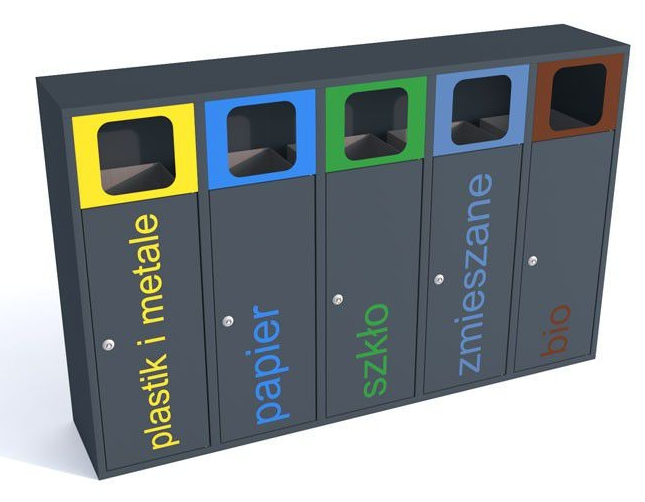 plastik i metale
papier
szkło
zmieszane
bio